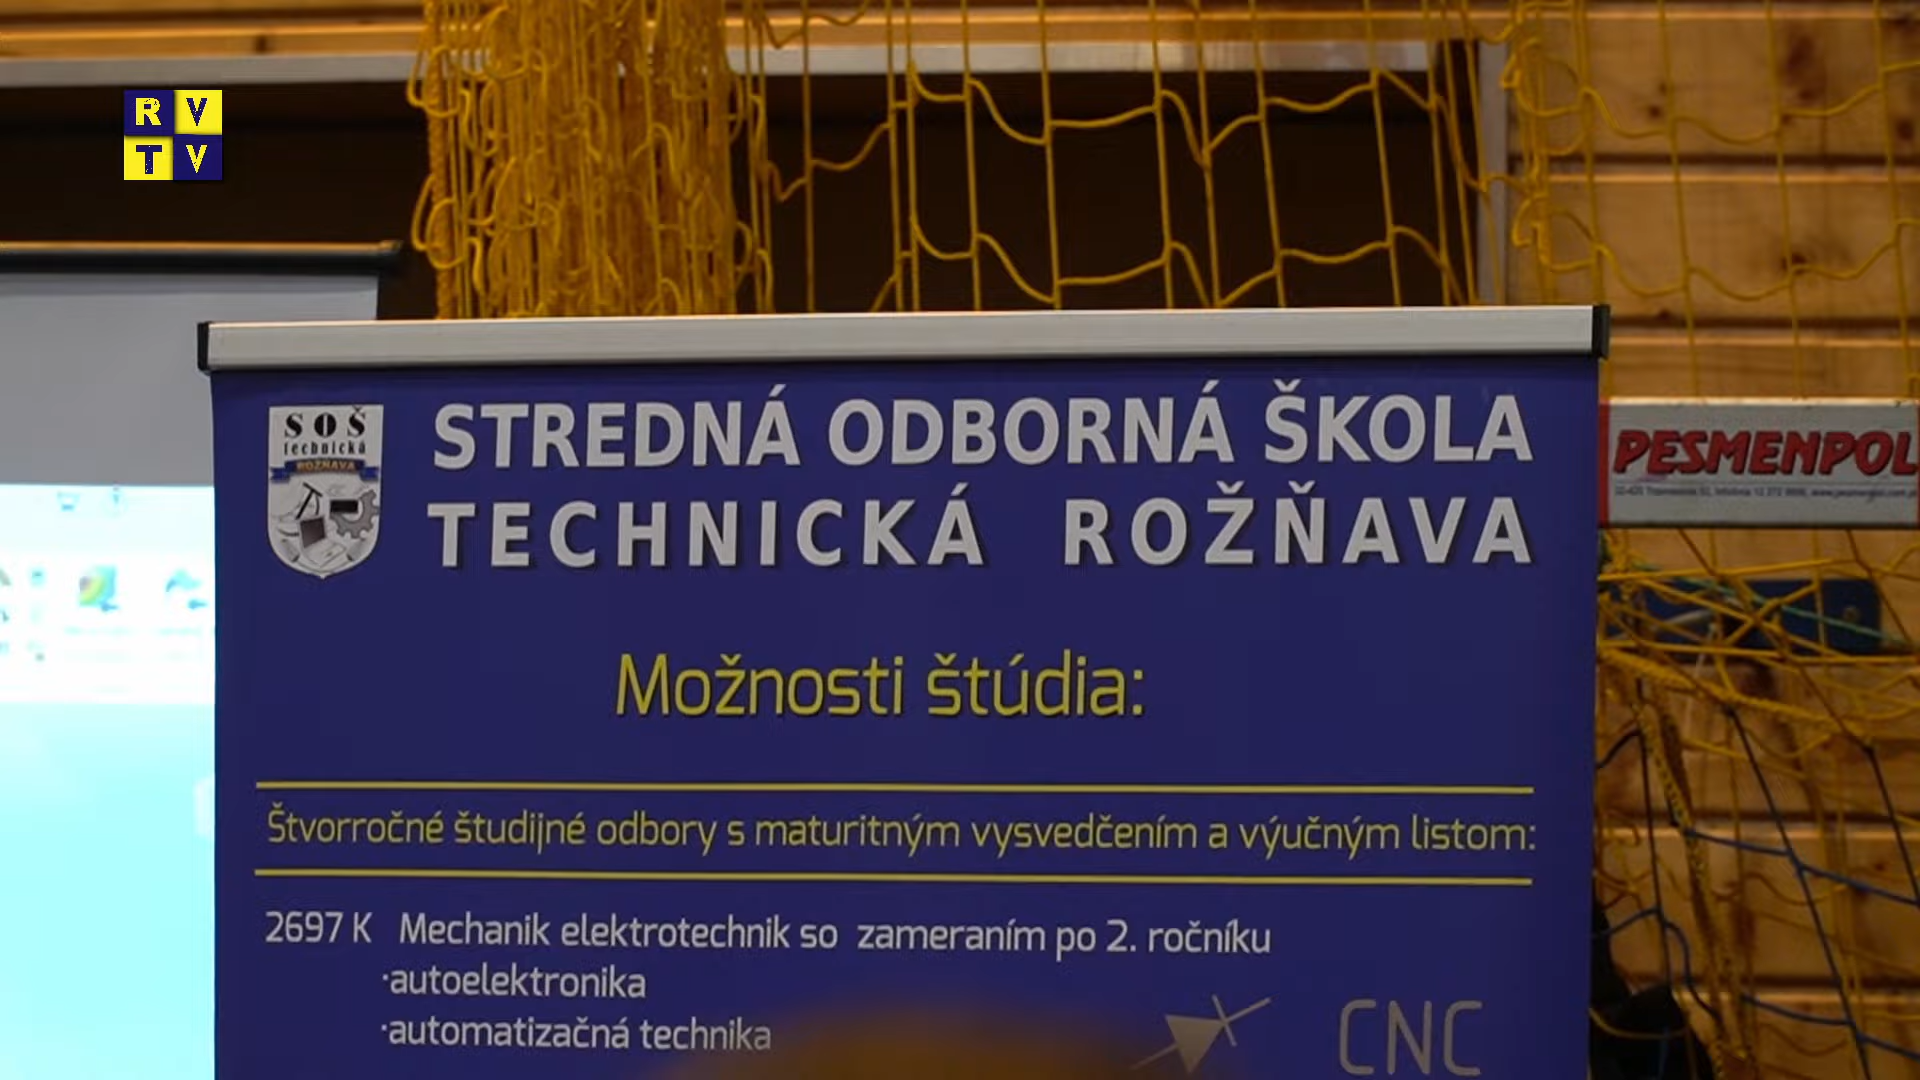 RV
TV
SOŠ
technická
ROŽŇAVA
STREDNÁ ODBORNÁ ŠKOLA
TECHNICKÁ ROŽŇAVA
PESMENPOL
Možnosti štúdia:
Štvorročné študijné odbory s maturitným vysvedčením a výučným listom:
2697 K Mechanik elektrotechnik so zameraním po 2. ročníku
·autoelektronika
·automatizačná technika
CNC